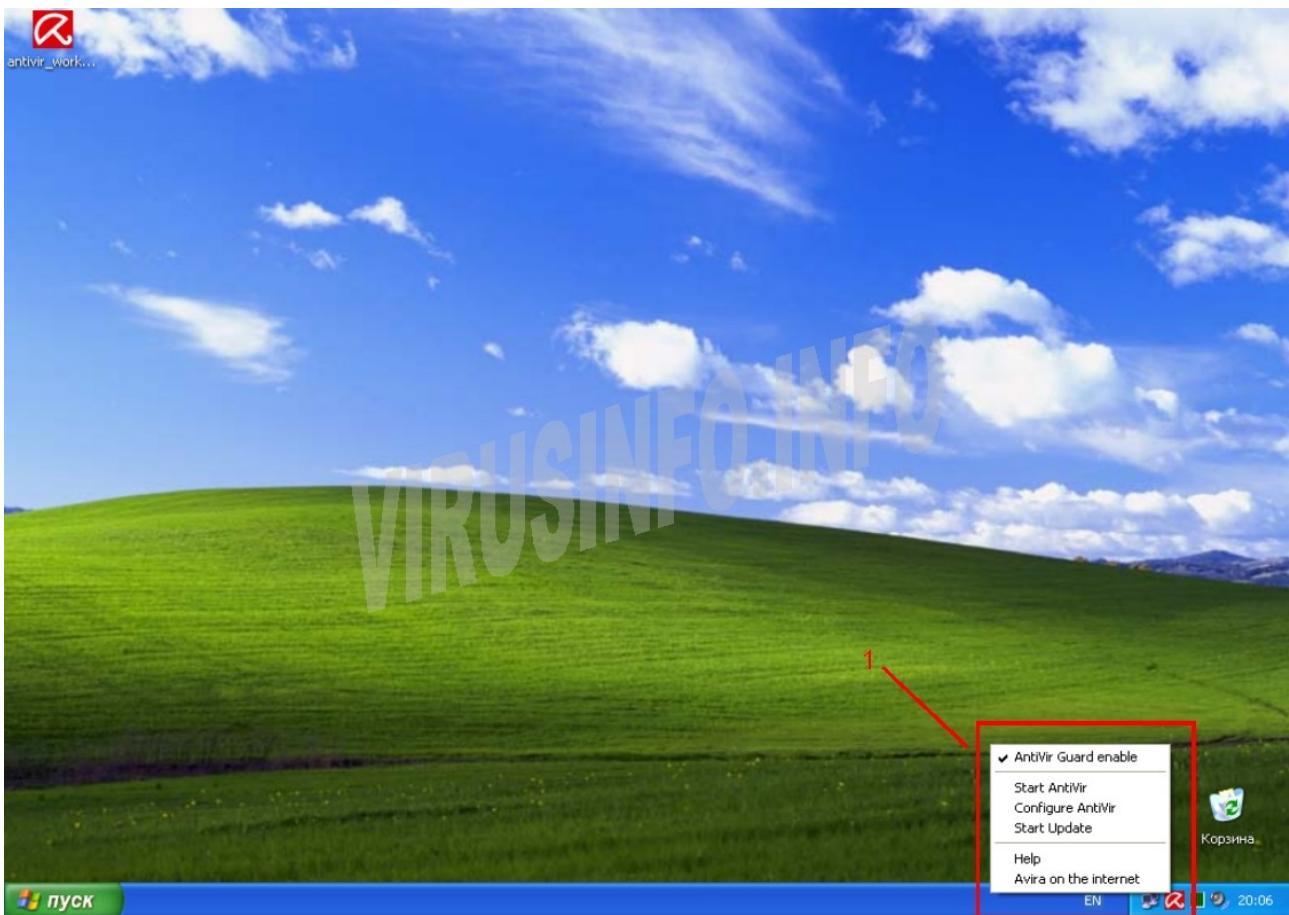 antivir_work...
VIRUSINFO.INFO
1
AntiVir Guard enable
Start AntiVir
Configure AntiVir
Start Update
Help
Avira on the internet
Корзина
пуск
EN
20:06